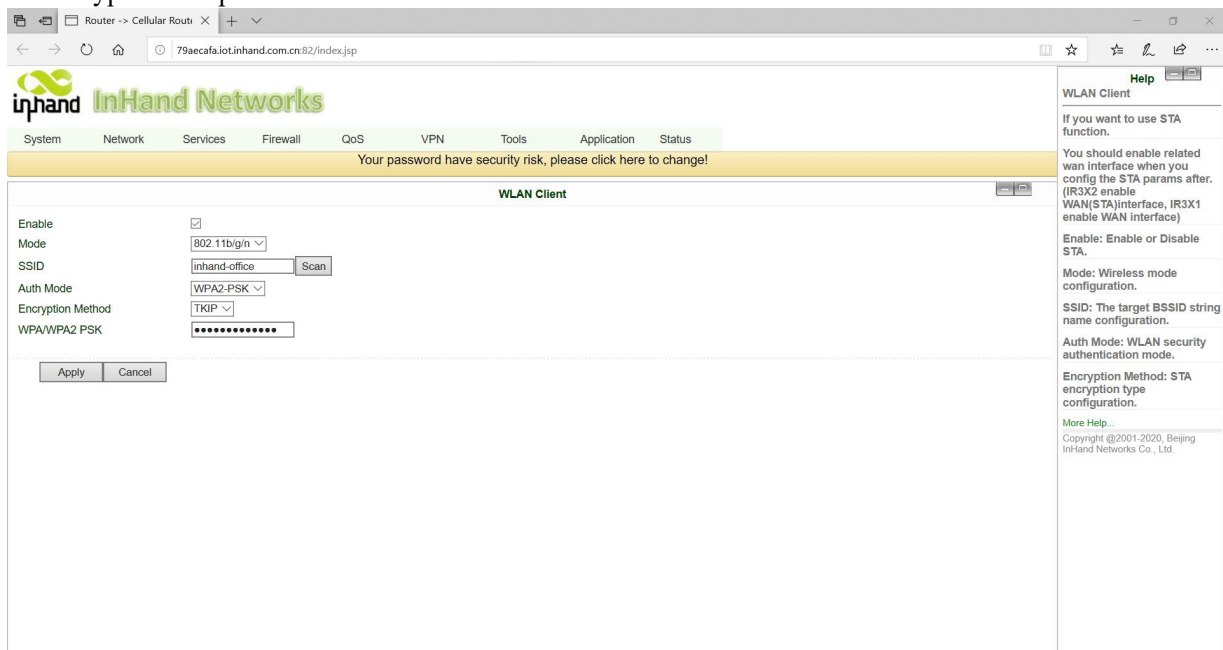 Router -> Cellular Route
79aecafa.iot.inhand.com.cn:82/index.jsp
inhand InHand Networks
System Network Services Firewall QoS VPN Tools Application Status
Your password have security risk, please click here to change!
WLAN Client
Enable
Mode 802.11b/g/n
SSID inhand-office Scan
Auth Mode WPA2-PSK
Encryption Method TKIP
WPA/WPA2 PSK •••••••••••••
Apply Cancel
Help
WLAN Client
If you want to use STA
function.
You should enable related
wan interface when you
config the STA params after.
(IR3X2 enable
WAN(STA)interface, IR3X1
enable WAN interface)
Enable: Enable or Disable
STA.
Mode: Wireless mode
configuration.
SSID: The target BSSID string
name configuration.
Auth Mode: WLAN security
authentication mode.
Encryption Method: STA
encryption type
configuration.
More Help...
Copyright @2001-2020, Beijing
InHand Networks Co., Ltd.